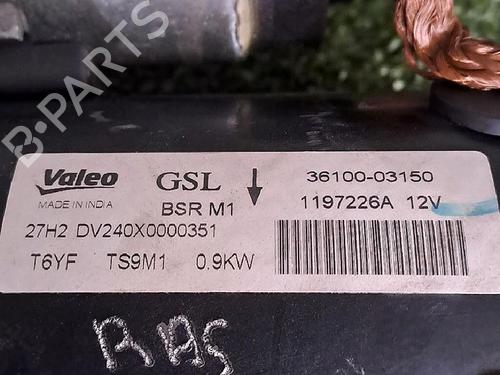 B-PARTS
Valeo GSL 36100-03150
MADE IN INDIA BSR M1 1197226A 12V
27H2 DV240X0000351
T6YF TS9M1 0.9KW